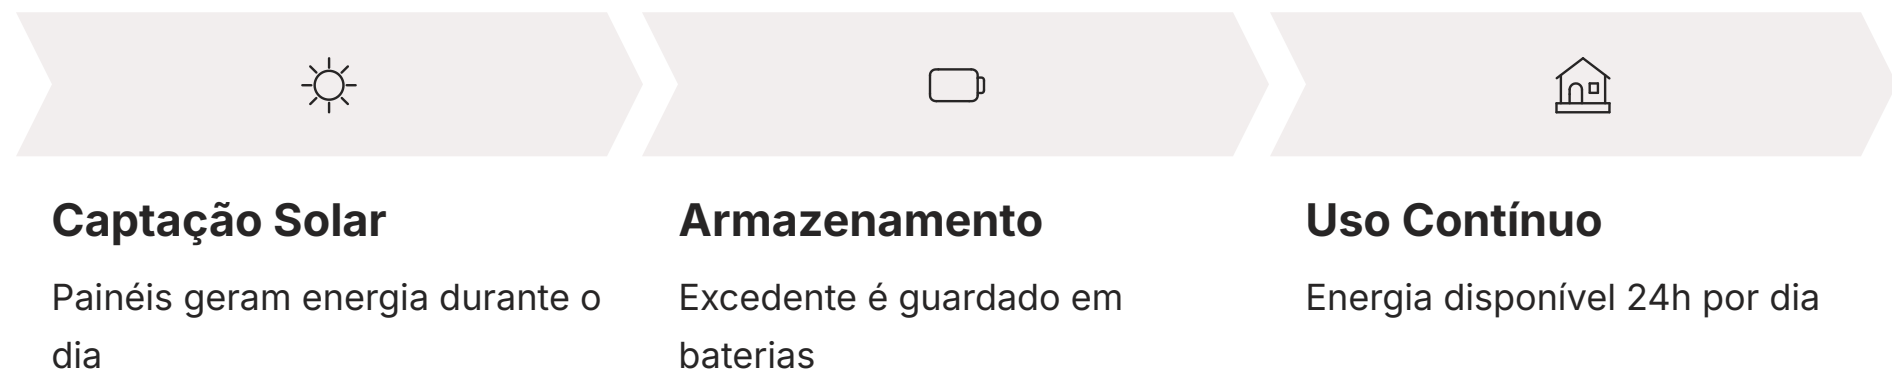 Captação Solar
Painéis geram energia durante o
dia
Armazenamento
Excedente é guardado em
baterias
Uso Contínuo
Energia disponível 24h por dia